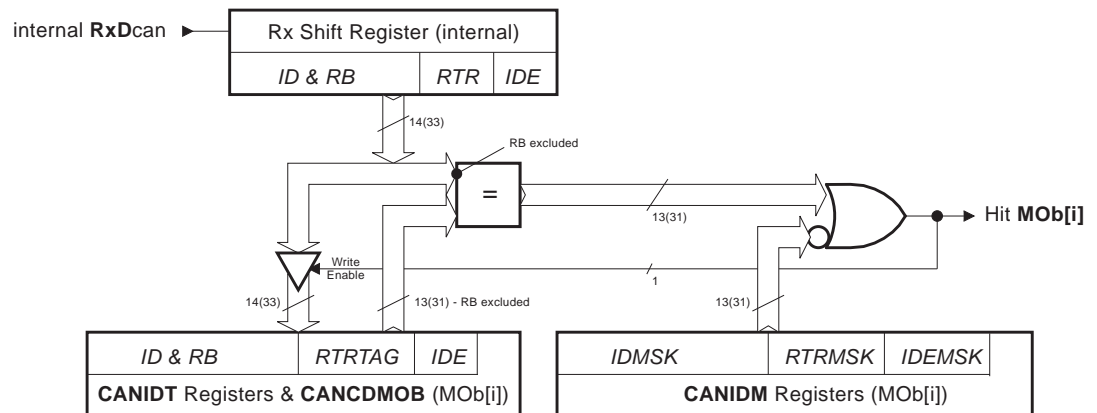 internal RxDcan
Rx Shift Register (internal)
ID & RB RTR IDE
14(33)
RB excluded
=
13(31)
Hit MOb[i]
Write
Enable
1
14(33)
13(31) - RB excluded
13(31)
ID & RB RTRTAG IDE
CANIDT Registers & CANCDMOB (MOb[i])
IDMSK RTRMSK IDEMSK
CANIDM Registers (MOb[i])